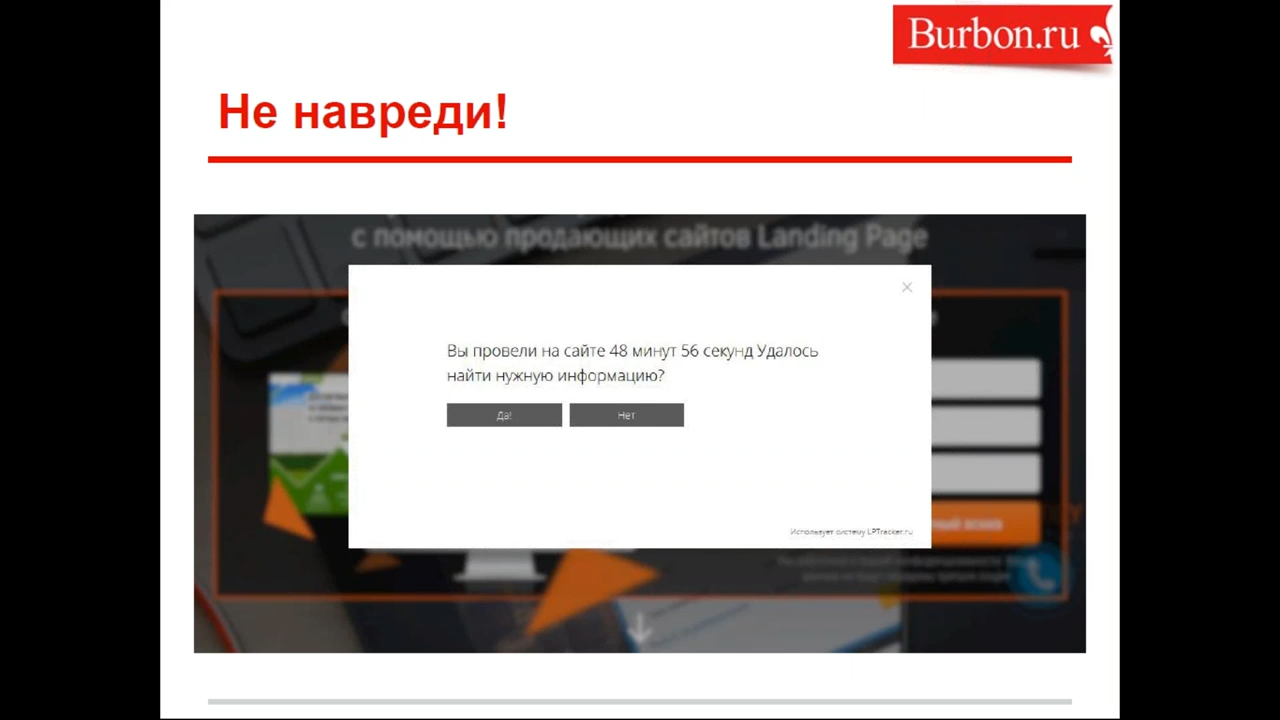 Burbon.ru
Не навреди!
с помощью продающих сайтов Landing Page
Вы провели на сайте 48 минут 56 секунд Удалось
найти нужную информацию?
Да!
Нет
Использует систему LPTracker.ru